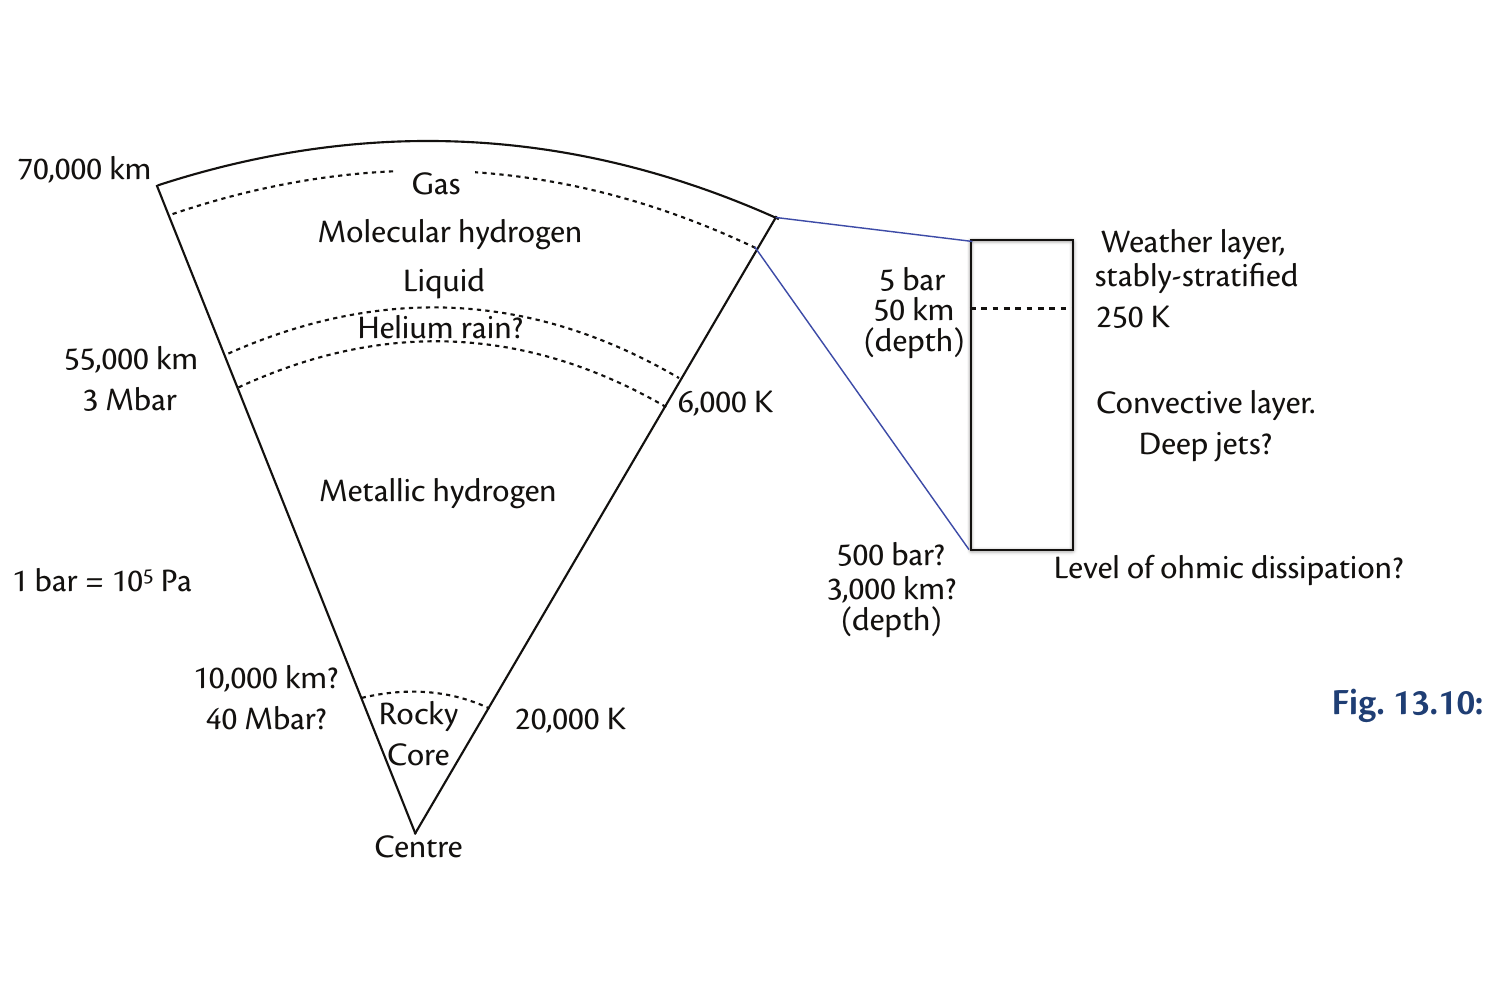 70,000 km
Gas
Molecular hydrogen
Liquid
Helium rain?
55,000 km
3 Mbar
6,000 K
Metallic hydrogen
1 bar = 10⁵ Pa
10,000 km?
40 Mbar?
Rocky
Core
20,000 K
Centre
5 bar
50 km
(depth)
Weather layer,
stably-stratified
250 K
Convective layer.
Deep jets?
500 bar?
3,000 km?
(depth)
Level of ohmic dissipation?
Fig. 13.10: